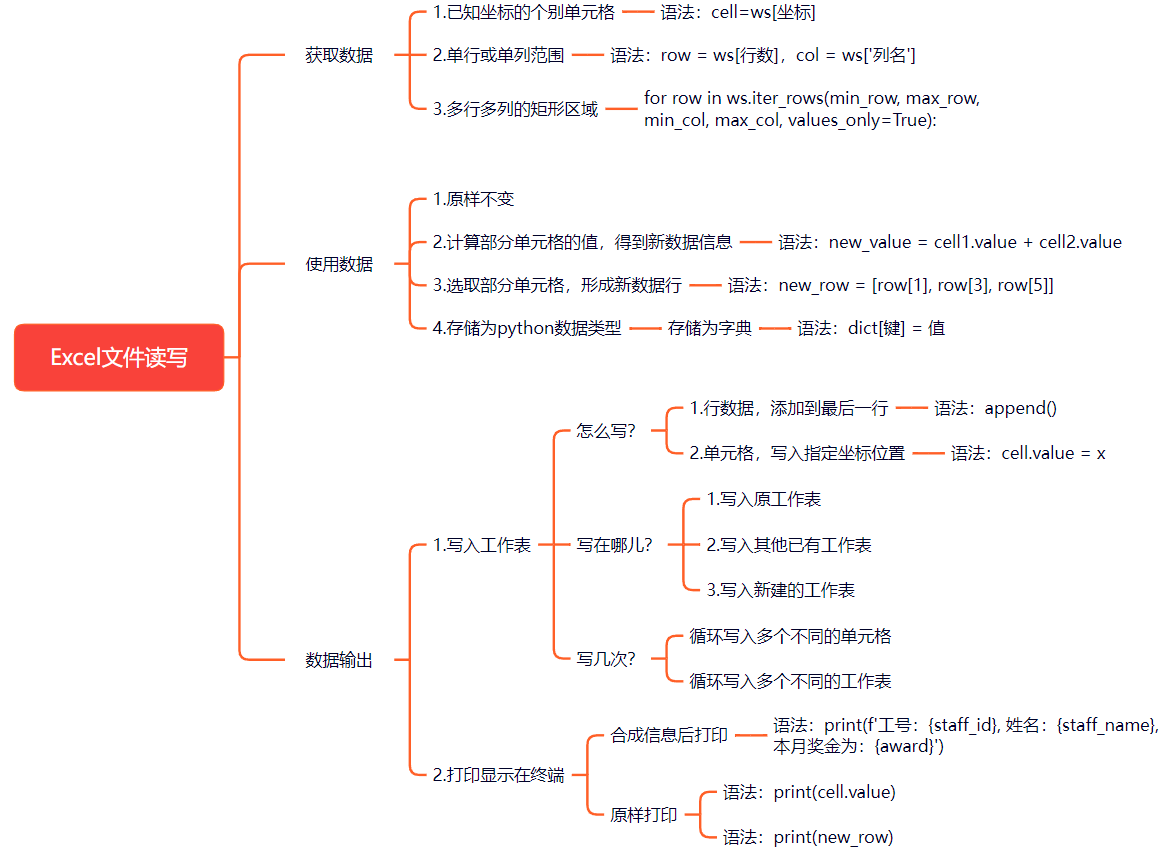 Excel文件读写
获取数据
1.已知坐标的个别单元格
语法：cell=ws[坐标]
2.单行或单列范围
语法：row = ws[行数]，col = ws['列名']
3.多行多列的矩形区域
for row in ws.iter_rows(min_row, max_row,
min_col, max_col, values_only=True):
使用数据
1.原样不变
2.计算部分单元格的值，得到新数据信息
语法：new_value = cell1.value + cell2.value
3.选取部分单元格，形成新数据行
语法：new_row = [row[1], row[3], row[5]]
4.存储为python数据类型
存储为字典
语法：dict[键] = 值
数据输出
1.写入工作表
怎么写？
1.行数据，添加到最后一行
语法：append()
2.单元格，写入指定坐标位置
语法：cell.value = x
写在哪儿？
1.写入原工作表
2.写入其他已有工作表
3.写入新建的工作表
写几次？
循环写入多个不同的单元格
循环写入多个不同的工作表
2.打印显示在终端
合成信息后打印
语法：print(f'工号：{staff_id}, 姓名：{staff_name},
本月奖金为：{award}')
原样打印
语法：print(cell.value)
语法：print(new_row)